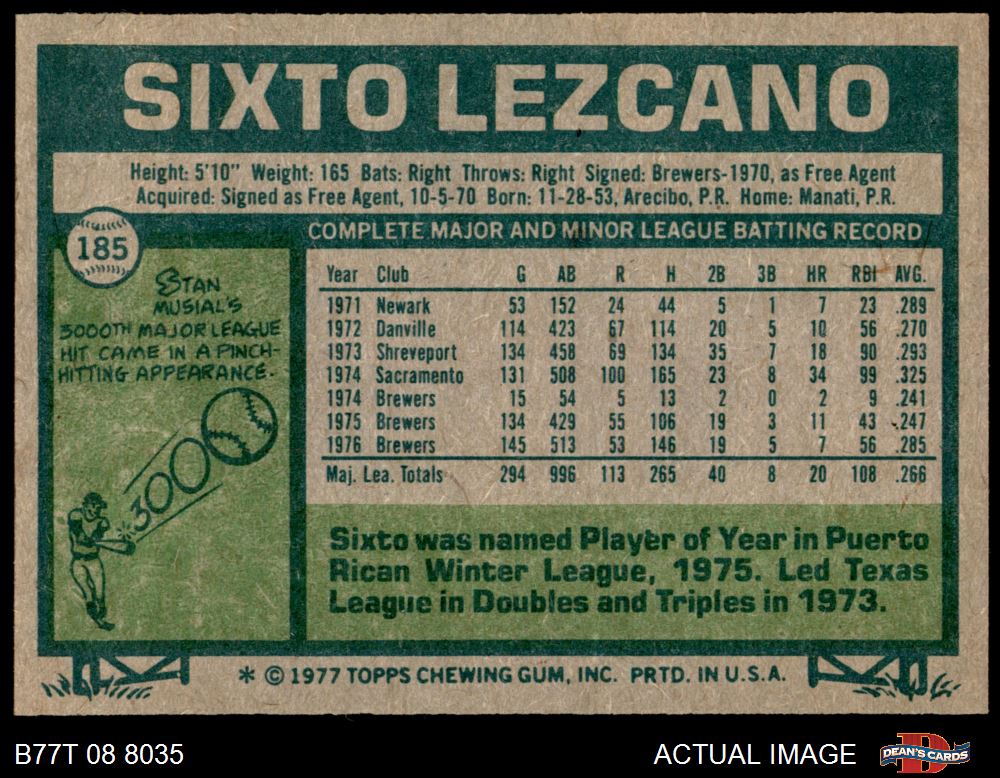 SIXTO LEZCANO
Height: 5'10" Weight: 165 Bats: Right Throws: Right Signed: Brewers-1970, as Free Agent
Acquired: Signed as Free Agent, 10-5-70 Born: 11-28-53, Arecibo, P.R. Home: Manati, P.R.
185
STAN
MUSIAL'S
3000TH MAJOR LEAGUE
HIT CAME IN A PINCH-
HITTING APPEARANCE.
3000
COMPLETE MAJOR AND MINOR LEAGUE BATTING RECORD
Year Club G AB R H 2B 3B HR RBI AVG.
1971 Newark 53 152 24 44 5 1 7 23 .289
1972 Danville 114 423 67 114 20 5 10 56 .270
1973 Shreveport 134 458 69 134 35 7 18 90 .293
1974 Sacramento 131 508 100 165 23 8 34 99 .325
1974 Brewers 15 54 5 13 2 0 2 9 .241
1975 Brewers 134 429 55 106 19 3 11 43 .247
1976 Brewers 145 513 53 146 19 5 7 56 .285
Maj. Lea. Totals 294 996 113 265 40 8 20 108 .266
Sixto was named Player of Year in Puerto
Rican Winter League, 1975. Led Texas
League in Doubles and Triples in 1973.
* © 1977 TOPPS CHEWING GUM, INC. PRTD. IN U.S.A.
B77T 08 8035 ACTUAL IMAGE D DEAN'S CARDS